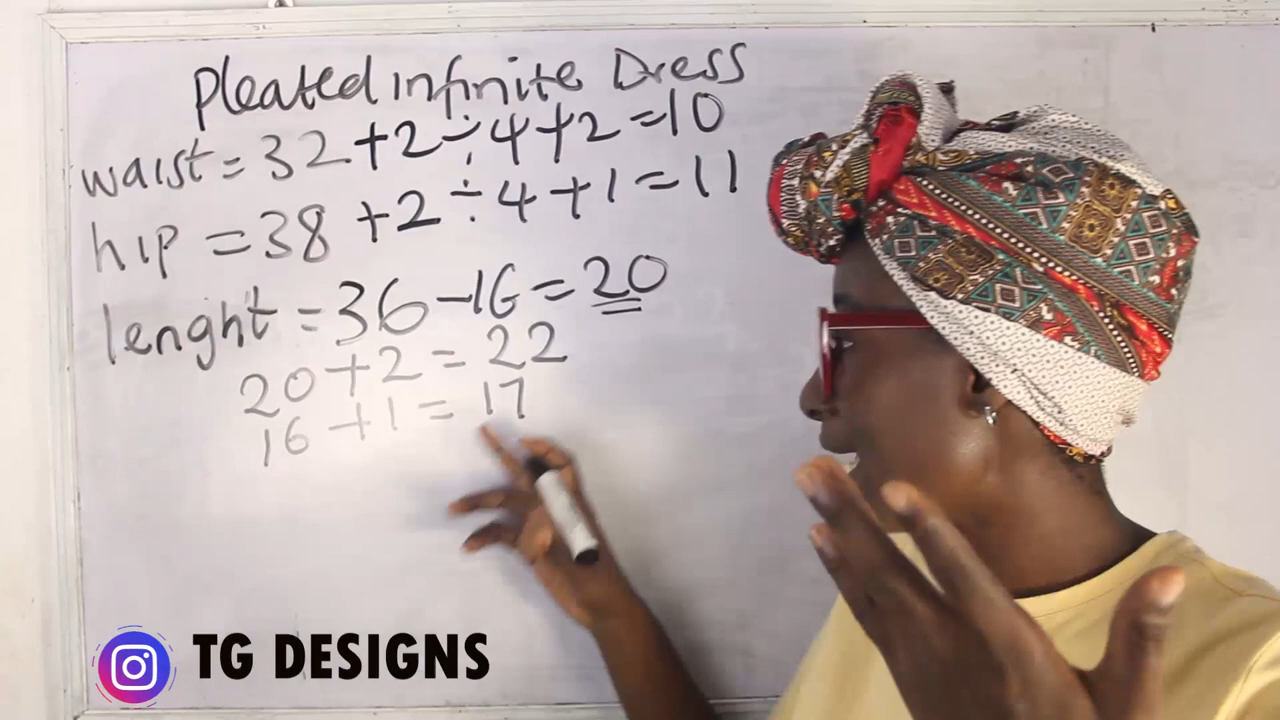 Pleated infinite Dress
waist = 32 + 2 ÷ 4 + 2 = 10
hip = 38 + 2 ÷ 4 + 1 = 11
lenght = 36 - 16 = 20
20 + 2 = 22
16 + 1 = 17
TG DESIGNS